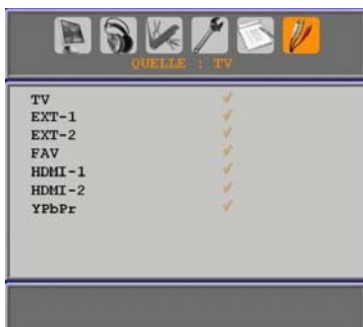 QUELLE : TV
TV
EXT-1
EXT-2
FAV
HDMI-1
HDMI-2
YPbPr